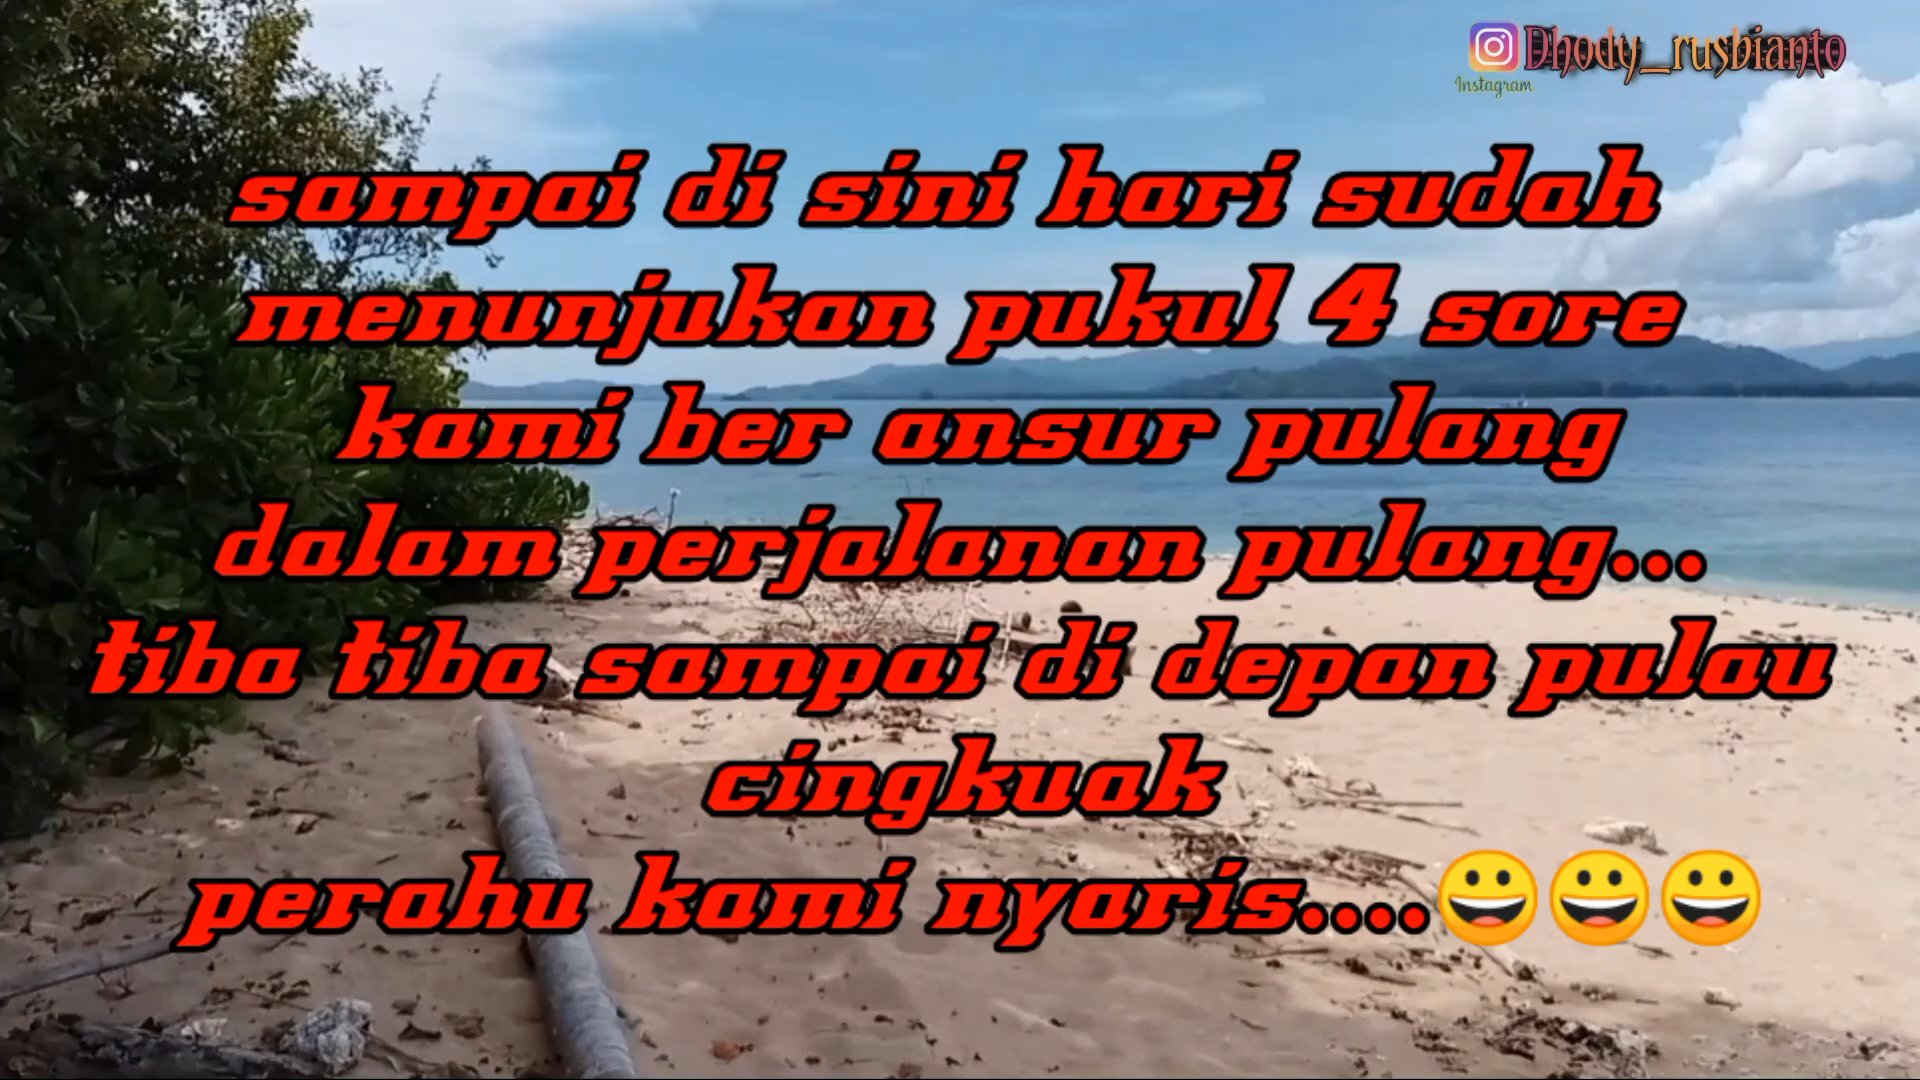 Dhody_rusbianto
Instagram
sampai di sini hari sudah
menunjukan pukul 4 sore
kami ber ansur pulang
dalam perjalanan pulang...
tiba tiba sampai di depan pulau
cingkuak
perahu kami nyaris....😀😀😀